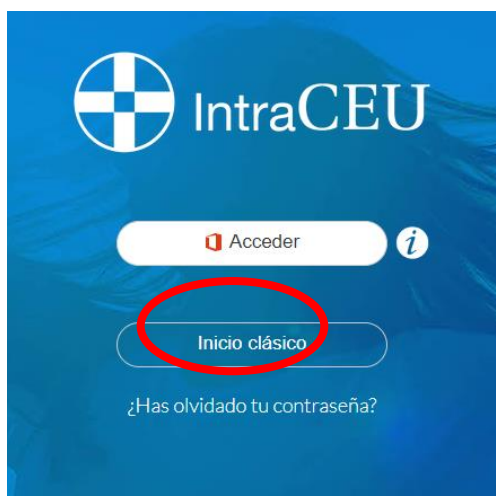 IntraCEU
Acceder
i
Inicio clásico
¿Has olvidado tu contraseña?